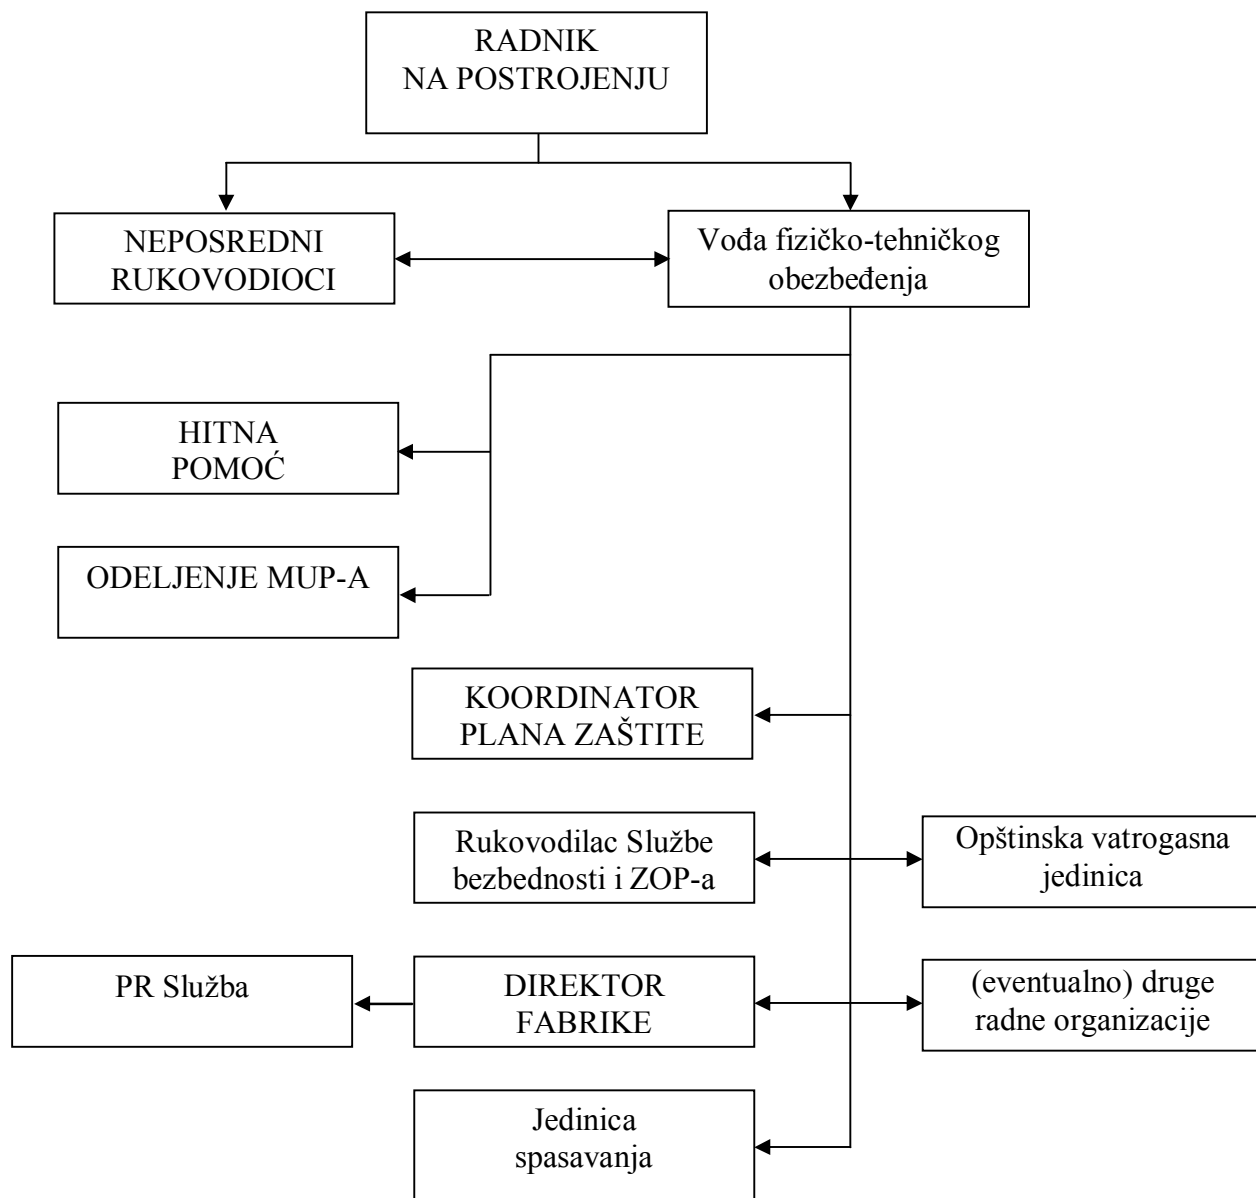 RADNIK
NA POSTROJENJU
NEPOSREDNI
RUKOVODIOCI
Vođa fizičko-tehničkog
obezbeđenja
HITNA
POMOĆ
ODELJENJE MUP-A
KOORDINATOR
PLANA ZAŠTITE
Rukovodilac Službe
bezbednosti i ZOP-a
Opštinska vatrogasna
jedinica
PR Služba
DIREKTOR
FABRIKE
(eventualno) druge
radne organizacije
Jedinica
spasavanja